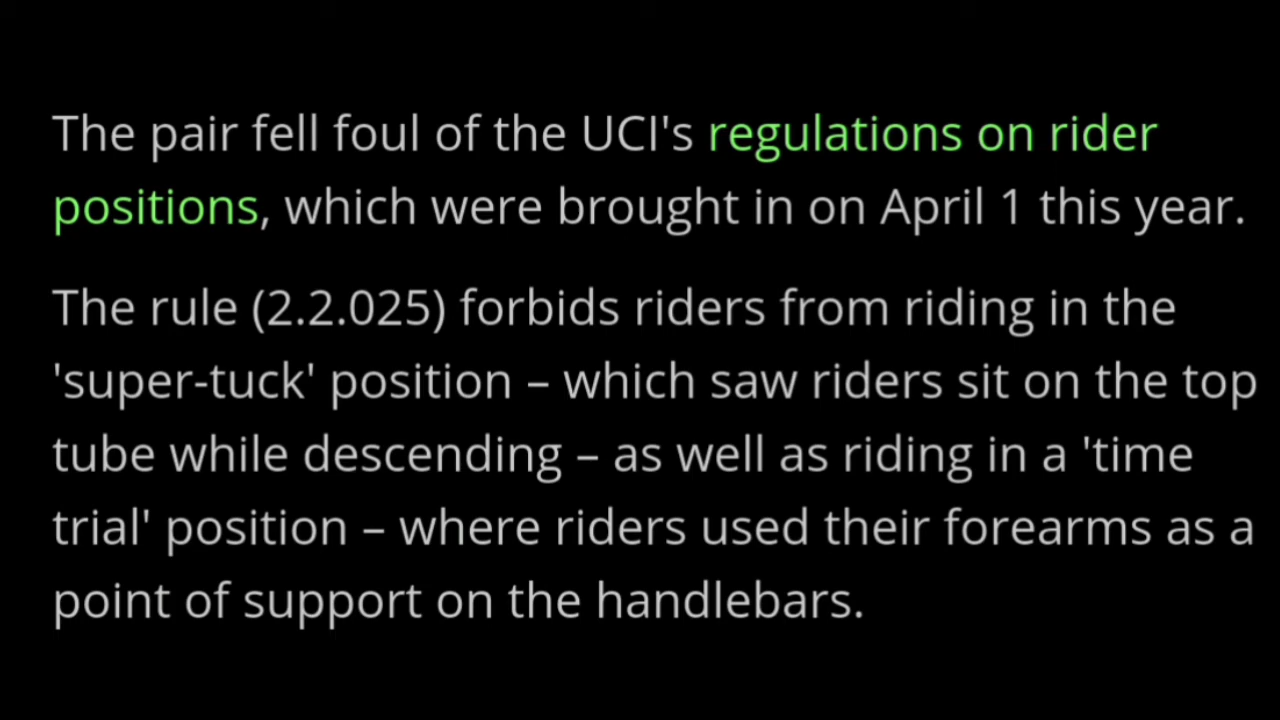 The pair fell foul of the UCI's regulations on rider
positions, which were brought in on April 1 this year.
The rule (2.2.025) forbids riders from riding in the
'super-tuck' position – which saw riders sit on the top
tube while descending – as well as riding in a 'time
trial' position – where riders used their forearms as a
point of support on the handlebars.